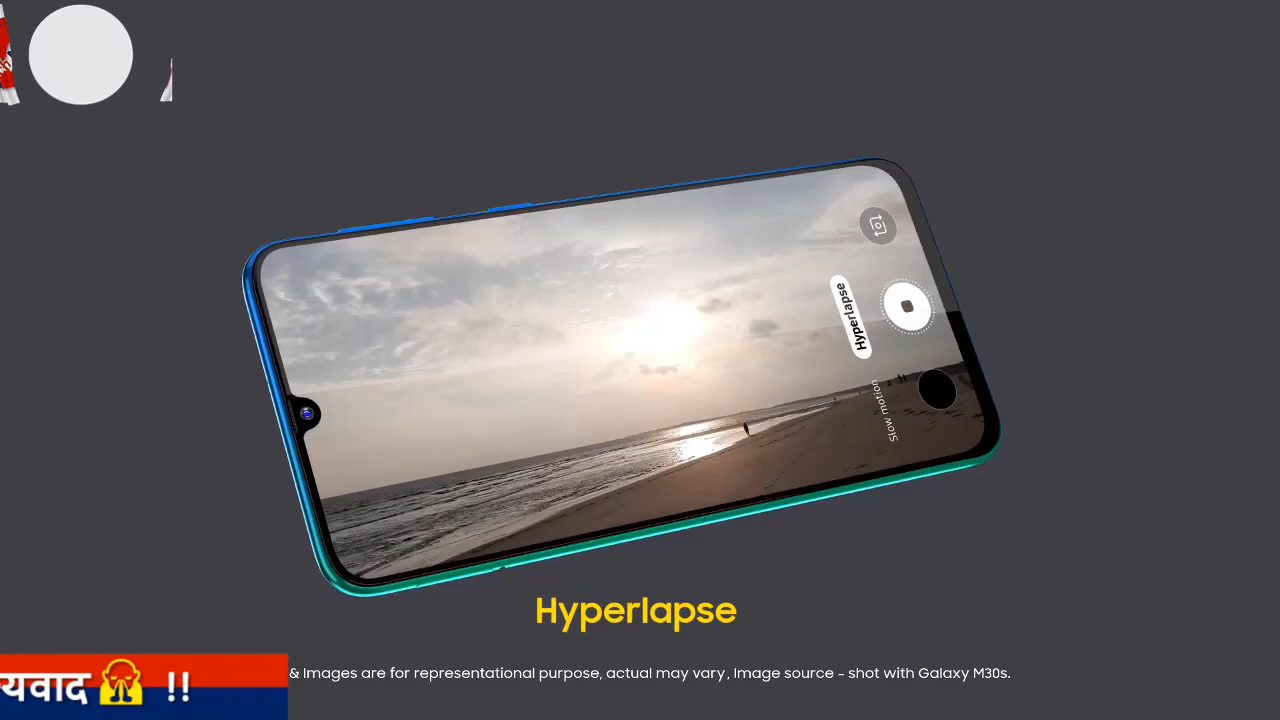 Hyperlapse
Slow motion
Hyperlapse
& Images are for representational purpose, actual may vary, Image source - shot with Galaxy M30s.
यवाद 🙏 !!